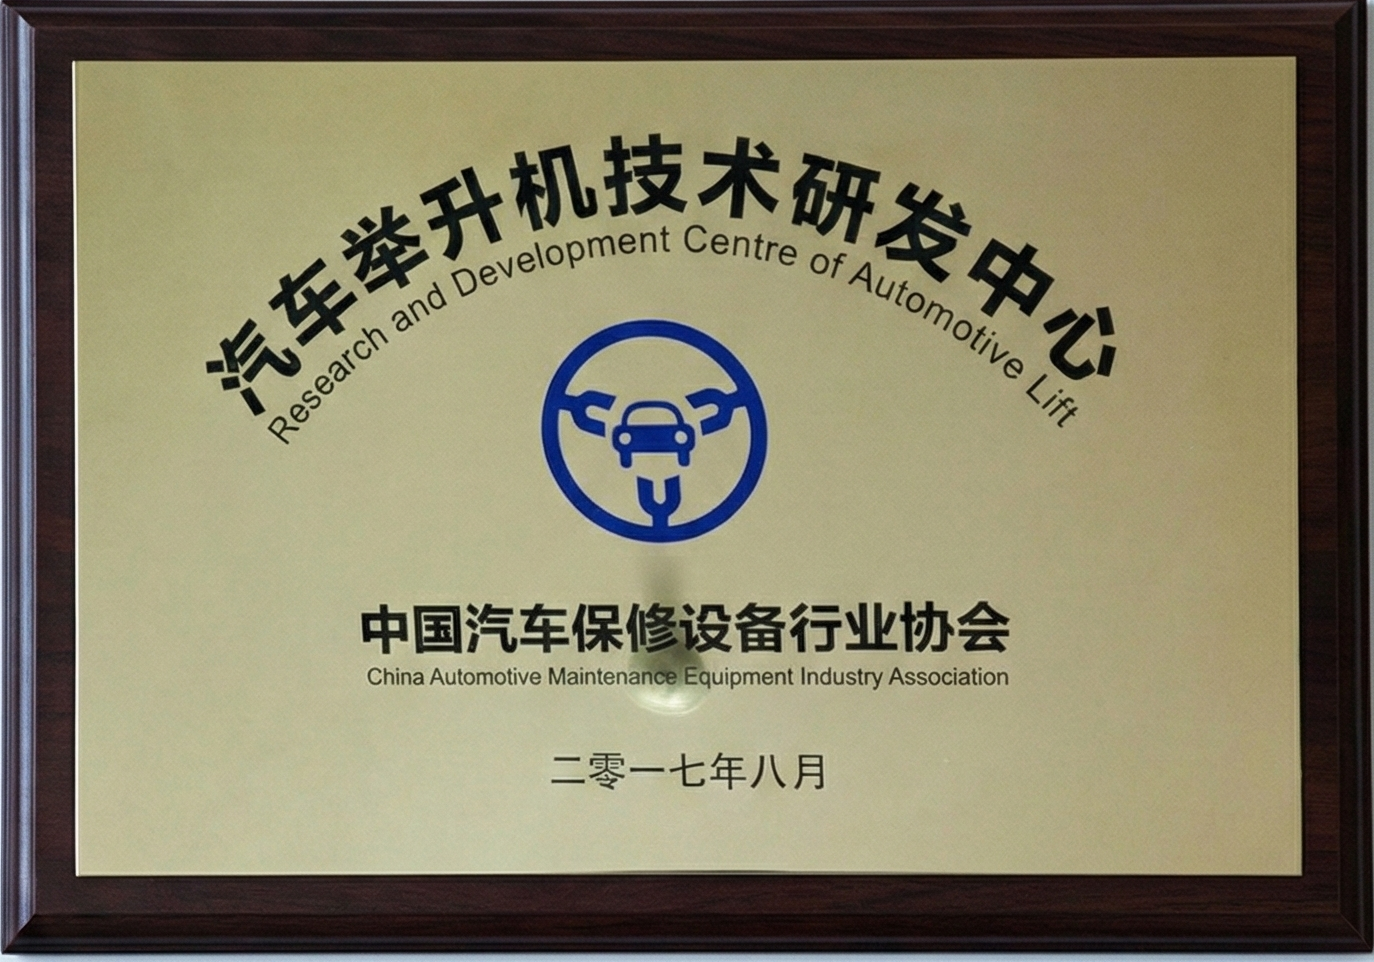 汽车举升机技术研发中心
Research and Development Centre of Automotive Lift
中国汽车保修设备行业协会
China Automotive Maintenance Equipment Industry Association
二零一七年八月